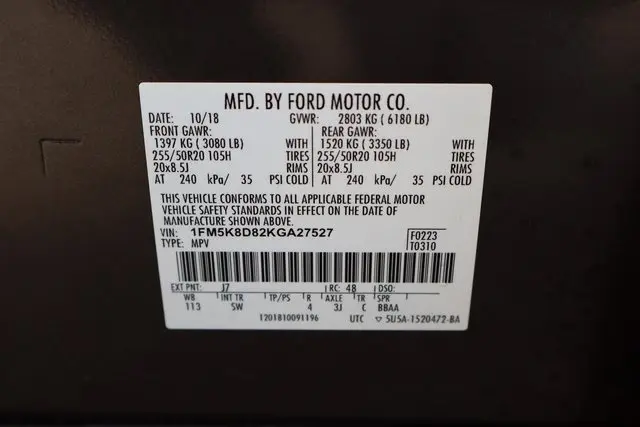 MFD. BY FORD MOTOR CO.
DATE: 10/18 GVWR: 2803 KG ( 6180 LB)
FRONT GAWR: REAR GAWR:
1397 KG ( 3080 LB) WITH 1520 KG ( 3350 LB) WITH
255/50R20 105H TIRES 255/50R20 105H TIRES
20x8.5J RIMS 20x8.5J RIMS
AT 240 kPa/ 35 PSI COLD AT 240 kPa/ 35 PSI COLD
THIS VEHICLE CONFORMS TO ALL APPLICABLE FEDERAL MOTOR
VEHICLE SAFETY STANDARDS IN EFFECT ON THE DATE OF
MANUFACTURE SHOWN ABOVE.
VIN: 1FM5K8D82KGA27527 F0223
TYPE: MPV T0310
EXT PNT: J7 RC: 48 DSO:
WB INT TR TP/PS R AXLE TR SPR
113 SW 4 3J C BBAA
1201810091196 UTC ▽ 5U5A-1520472-BA